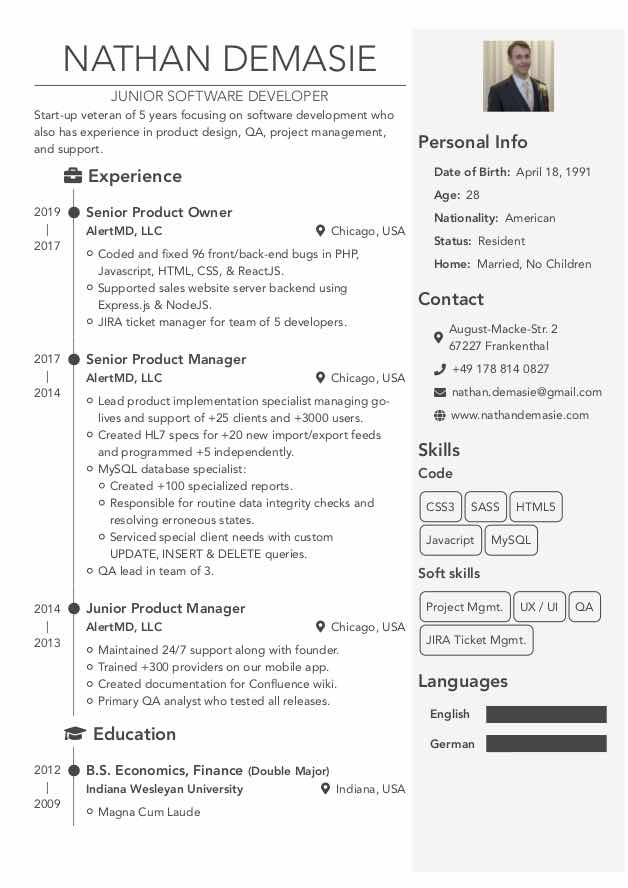 NATHAN DEMASIE
JUNIOR SOFTWARE DEVELOPER
Start-up veteran of 5 years focusing on software development who
also has experience in product design, QA, project management,
and support.
Experience
2019
|
2017
Senior Product Owner
AlertMD, LLC
Chicago, USA
Coded and fixed 96 front/back-end bugs in PHP,
Javascript, HTML, CSS, & ReactJS.
Supported sales website server backend using
Express.js & NodeJS.
JIRA ticket manager for team of 5 developers.
2017
|
2014
Senior Product Manager
AlertMD, LLC
Chicago, USA
Lead product implementation specialist managing go-
lives and support of +25 clients and +3000 users.
Created HL7 specs for +20 new import/export feeds
and programmed +5 independently.
MySQL database specialist:
Created +100 specialized reports.
Responsible for routine data integrity checks and
resolving erroneous states.
Serviced special client needs with custom
UPDATE, INSERT & DELETE queries.
QA lead in team of 3.
2014
|
2013
Junior Product Manager
AlertMD, LLC
Chicago, USA
Maintained 24/7 support along with founder.
Trained +300 providers on our mobile app.
Created documentation for Confluence wiki.
Primary QA analyst who tested all releases.
Education
2012
|
2009
B.S. Economics, Finance (Double Major)
Indiana Wesleyan University
Indiana, USA
Magna Cum Laude
Personal Info
Date of Birth: April 18, 1991
Age: 28
Nationality: American
Status: Resident
Home: Married, No Children
Contact
August-Macke-Str. 2
67227 Frankenthal
+49 178 814 0827
nathan.demasie@gmail.com
www.nathandemasie.com
Skills
Code
CSS3 SASS HTML5
Javacript MySQL
Soft skills
Project Mgmt. UX / UI QA
JIRA Ticket Mgmt.
Languages
English
German